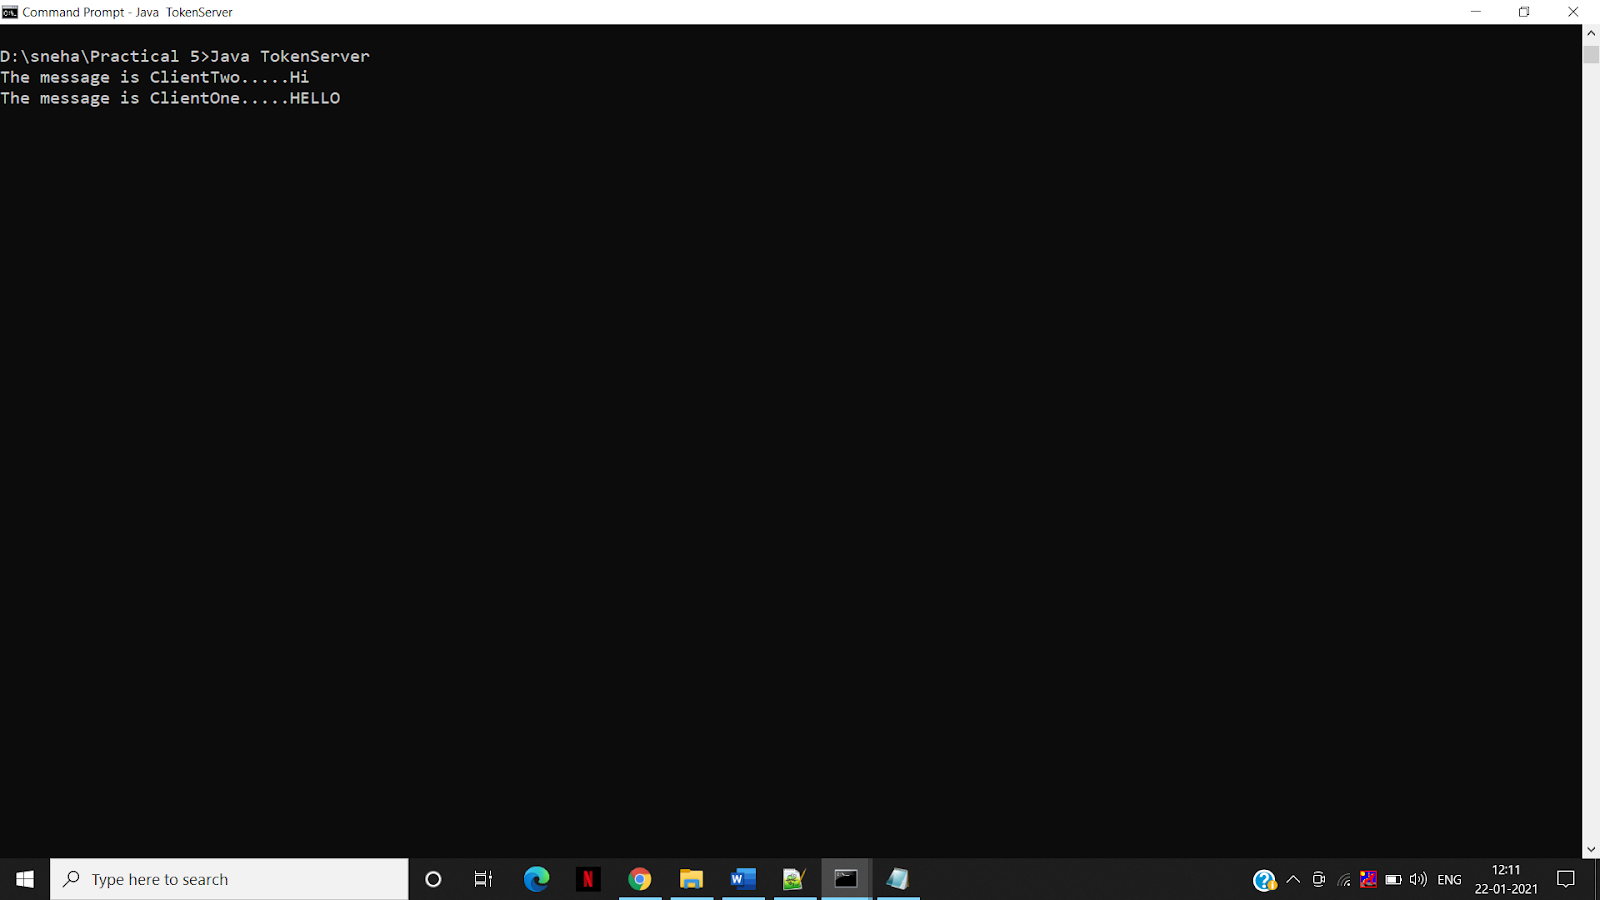 Command Prompt - Java  TokenServer
D:\sneha\Practical 5>Java TokenServer
The message is ClientTwo.....Hi
The message is ClientOne.....HELLO
Type here to search
ENG
12:11
22-01-2021